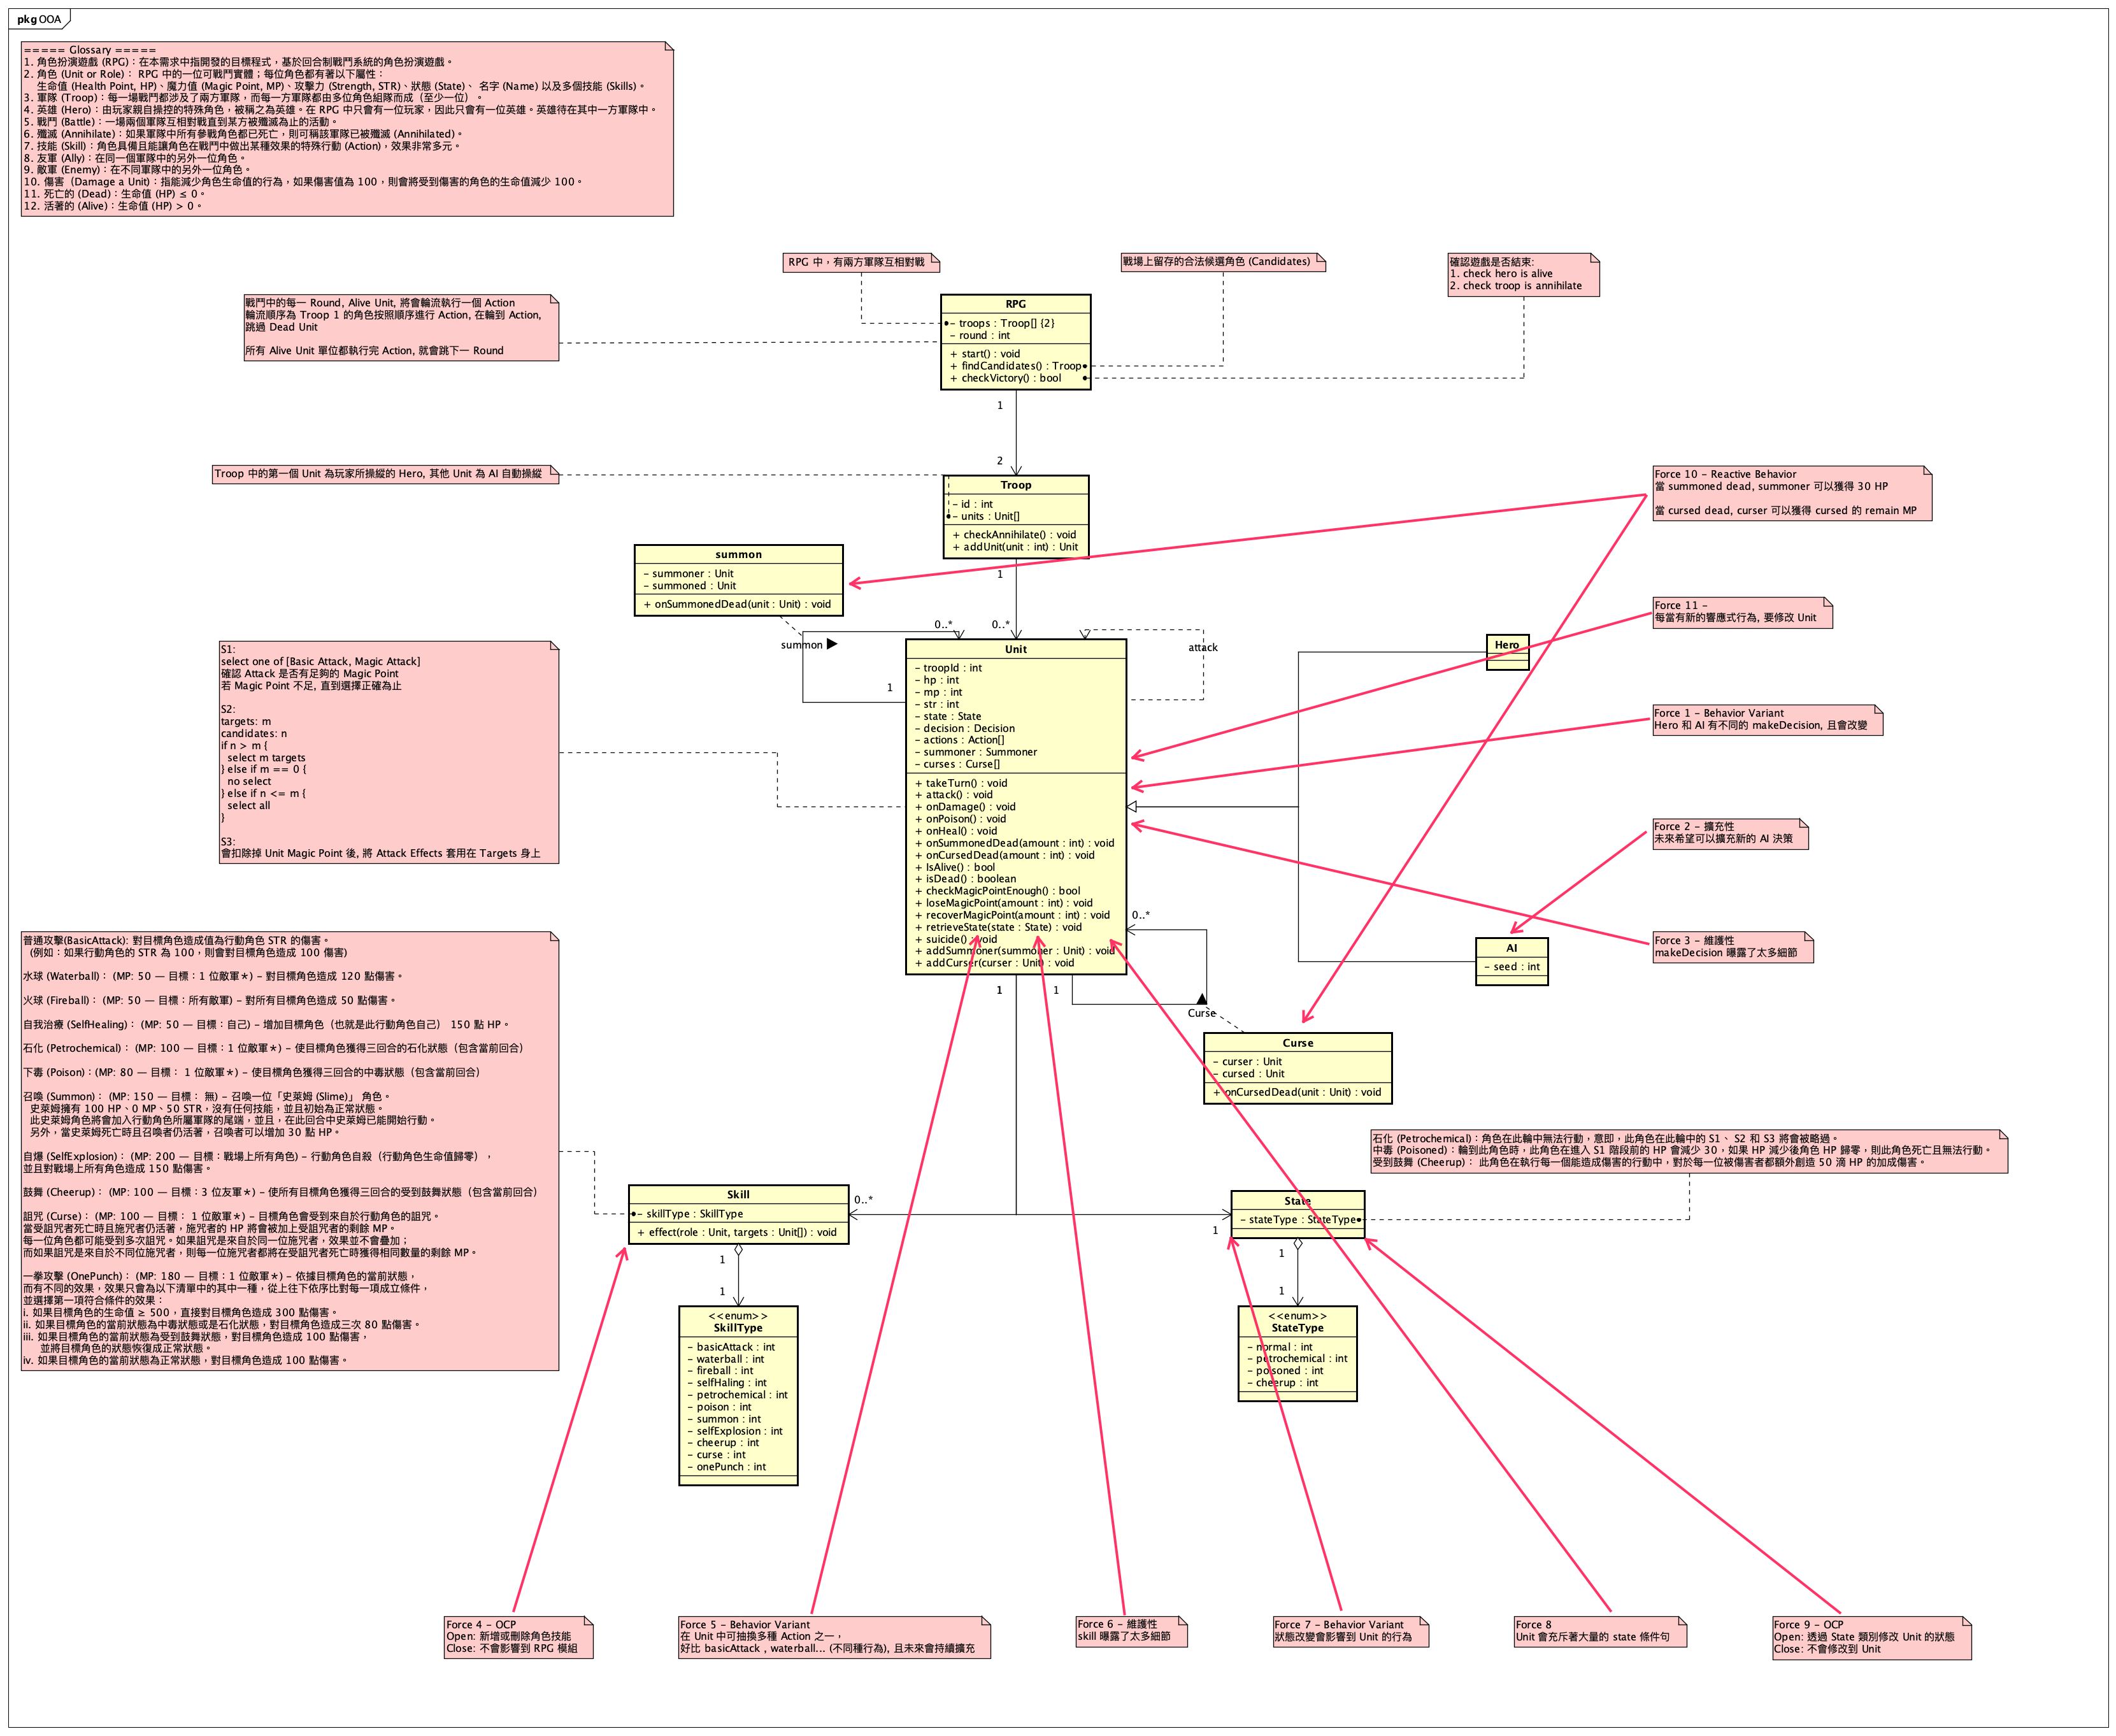 pkg OOA
===== Glossary =====
1. 角色扮演遊戲 (RPG)：在本需求中指開發的目標程式，基於回合制戰鬥系統的角色扮演遊戲。
2. 角色 (Unit or Role)： RPG 中的一位可戰鬥實體；每位角色都有著以下屬性：
生命值 (Health Point, HP)、魔力值 (Magic Point, MP)、攻擊力 (Strength, STR)、狀態 (State)、 名字 (Name) 以及多個技能 (Skills)。
3. 軍隊 (Troop)：每一場戰鬥都涉及了兩方軍隊，而每一方軍隊都由多位角色組隊而成（至少一位）。
4. 英雄 (Hero)：由玩家親自操控的特殊角色，被稱之為英雄。在 RPG 中只會有一位玩家，因此只會有一位英雄。英雄待在其中一方軍隊中。
5. 戰鬥 (Battle)：一場兩個軍隊互相對戰直到某方被殲滅為止的活動。
6. 殲滅 (Annihilate)：如果軍隊中所有參戰角色都已死亡，則可稱該軍隊已被殲滅 (Annihilated)。
7. 技能 (Skill)：角色具備且能讓角色在戰鬥中做出某種效果的特殊行動 (Action)，效果非常多元。
8. 友軍 (Ally)：在同一個軍隊中的另外一位角色。
9. 敵軍 (Enemy)：在不同軍隊中的另外一位角色。
10. 傷害（Damage a Unit)：指能減少角色生命值的行為，如果傷害值為 100，則會將受到傷害的角色的生命值減少 100。
11. 死亡的 (Dead)：生命值 (HP) ≤ 0。
12. 活著的 (Alive)：生命值 (HP) > 0。
RPG 中，有兩方軍隊互相對戰
戰場上留存的合法候選角色 (Candidates)
確認遊戲是否結束:
1. check hero is alive
2. check troop is annihilate
戰鬥中的每一 Round, Alive Unit, 將會輪流執行一個 Action
輪流順序為 Troop 1 的角色按照順序進行 Action, 在輪到 Action,
跳過 Dead Unit
所有 Alive Unit 單位都執行完 Action, 就會跳下一 Round
RPG
– troops : Troop[] {2}
– round : int
+ start() : void
+ findCandidates() : Troop
+ checkVictory() : bool
1
2
Troop 中的第一個 Unit 為玩家所操縱的 Hero, 其他 Unit 為 AI 自動操縱
Troop
– id : int
– units : Unit[]
+ checkAnnihilate() : void
+ addUnit(unit : int) : Unit
Force 10 – Reactive Behavior
當 summoned dead, summoner 可以獲得 30 HP
當 cursed dead, curser 可以獲得 cursed 的 remain MP
summon
– summoner : Unit
– summoned : Unit
+ onSummonedDead(unit : Unit) : void
1
0..*
0..*
summon
1
attack
Force 11 –
每當有新的響應式行為, 要修改 Unit
Hero
S1:
select one of [Basic Attack, Magic Attack]
確認 Attack 是否有足夠的 Magic Point
若 Magic Point 不足, 直到選擇正確為止
S2:
targets: m
candidates: n
if n > m {
select m targets
} else if m == 0 {
no select
} else if n <= m {
select all
}
S3:
會扣除掉 Unit Magic Point 後, 將 Attack Effects 套用在 Targets 身上
Unit
– troopId : int
– hp : int
– mp : int
– str : int
– state : State
– decision : Decision
– actions : Action[]
– summoner : Summoner
– curses : Curse[]
+ takeTurn() : void
+ attack() : void
+ onDamage() : void
+ onPoison() : void
+ onHeal() : void
+ onSummonedDead(amount : int) : void
+ onCursedDead(amount : int) : void
+ IsAlive() : bool
+ isDead() : boolean
+ checkMagicPointEnough() : bool
+ loseMagicPoint(amount : int) : void
+ recoverMagicPoint(amount : int) : void
+ retrieveState(state : State) : void
+ suicide() : void
+ addSummoner(summoner : Unit) : void
+ addCurser(curser : Unit) : void
Force 1 – Behavior Variant
Hero 和 AI 有不同的 makeDecision, 且會改變
Force 2 – 擴充性
未來希望可以擴充新的 AI 決策
Force 3 – 維護性
makeDecision 曝露了太多細節
AI
– seed : int
0..*
1
1
Curse
Curse
– curser : Unit
– cursed : Unit
+ onCursedDead(unit : Unit) : void
普通攻擊(BasicAttack): 對目標角色造成值為行動角色 STR 的傷害。
(例如：如果行動角色的 STR 為 100，則會對目標角色造成 100 傷害)
水球 (Waterball)： (MP: 50 — 目標：1 位敵軍＊) – 對目標角色造成 120 點傷害。
火球 (Fireball)： (MP: 50 — 目標：所有敵軍) – 對所有目標角色造成 50 點傷害。
自我治療 (SelfHealing)： (MP: 50 — 目標：自己) – 增加目標角色（也就是此行動角色自己） 150 點 HP。
石化 (Petrochemical)： (MP: 100 — 目標：1 位敵軍＊) – 使目標角色獲得三回合的石化狀態（包含當前回合）
下毒 (Poison)：(MP: 80 — 目標： 1 位敵軍＊) – 使目標角色獲得三回合的中毒狀態（包含當前回合）
召喚 (Summon)： (MP: 150 — 目標： 無) – 召喚一位「史萊姆 (Slime)」 角色。
史萊姆擁有 100 HP、0 MP、50 STR，沒有任何技能，並且初始為正常狀態。
此史萊姆角色將會加入行動角色所屬軍隊的尾端，並且，在此回合中史萊姆已能開始行動。
另外，當史萊姆死亡時且召喚者仍活著，召喚者可以增加 30 點 HP。
自爆 (SelfExplosion)： (MP: 200 — 目標：戰場上所有角色) – 行動角色自殺（行動角色生命值歸零），
並且對戰場上所有角色造成 150 點傷害。
鼓舞 (Cheerup)： (MP: 100 — 目標：3 位友軍＊) – 使所有目標角色獲得三回合的受到鼓舞狀態（包含當前回合）
詛咒 (Curse)： (MP: 100 — 目標： 1 位敵軍＊) – 目標角色會受到來自於行動角色的詛咒。
當受詛咒者死亡時且施咒者仍活著，施咒者的 HP 將會被加上受詛咒者的剩餘 MP。
每一位角色都可能受到多次詛咒。如果詛咒是來自於同一位施咒者，效果並不會疊加；
而如果詛咒是來自於不同位施咒者，則每一位施咒者都將在受詛咒者死亡時獲得相同數量的剩餘 MP。
一拳攻擊 (OnePunch)： (MP: 180 — 目標：1 位敵軍＊) – 依據目標角色的當前狀態，
而有不同的效果，效果只會為以下清單中的其中一種，從上往下依序比對每一項成立條件，
並選擇第一項符合條件的效果：
i. 如果目標角色的生命值 ≥ 500，直接對目標角色造成 300 點傷害。
ii. 如果目標角色的當前狀態為中毒狀態或是石化狀態，對目標角色造成三次 80 點傷害。
iii. 如果目標角色的當前狀態為受到鼓舞狀態，對目標角色造成 100 點傷害，
並將目標角色的狀態恢復成正常狀態。
iv. 如果目標角色的當前狀態為正常狀態，對目標角色造成 100 點傷害。
石化 (Petrochemical)：角色在此輪中無法行動，意即，此角色在此輪中的 S1、 S2 和 S3 將會被略過。
中毒 (Poisoned)：輪到此角色時，此角色在進入 S1 階段前的 HP 會減少 30，如果 HP 減少後角色 HP 歸零，則此角色死亡且無法行動。
受到鼓舞 (Cheerup)： 此角色在執行每一個能造成傷害的行動中，對於每一位被傷害者都額外創造 50 滴 HP 的加成傷害。
Skill
– skillType : SkillType
+ effect(role : Unit, targets : Unit[]) : void
0..*
1
State
– stateType : StateType
1
1
1
1
<<enum>>
SkillType
– basicAttack : int
– waterball : int
– fireball : int
– selfHaling : int
– petrochemical : int
– poison : int
– summon : int
– selfExplosion : int
– cheerup : int
– curse : int
– onePunch : int
<<enum>>
StateType
– normal : int
– petrochemical : int
– poisoned : int
– cheerup : int
Force 4 – OCP
Open: 新增或刪除角色技能
Close: 不會影響到 RPG 模組
Force 5 – Behavior Variant
在 Unit 中可抽換多種 Action 之一，
好比 basicAttack , waterball... (不同種行為), 且未來會持續擴充
Force 6 – 維護性
skill 曝露了太多細節
Force 7 – Behavior Variant
狀態改變會影響到 Unit 的行為
Force 8
Unit 會充斥著大量的 state 條件句
Force 9 – OCP
Open: 透過 State 類別修改 Unit 的狀態
Close: 不會修改到 Unit